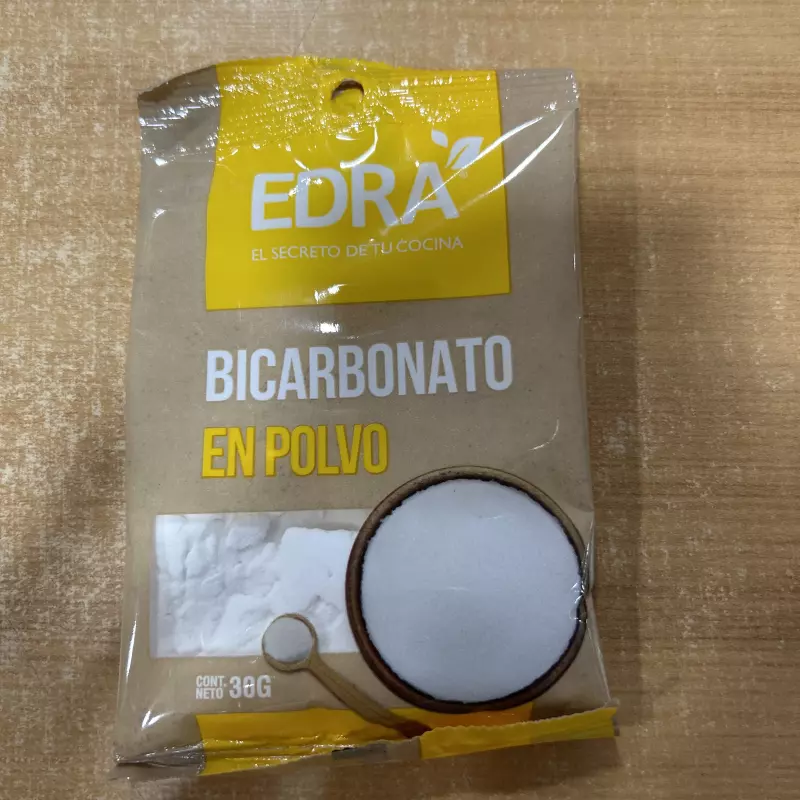 EDRA
EL SECRETO DE TU COCINA
BICARBONATO
EN POLVO
CONT.
NETO 30G